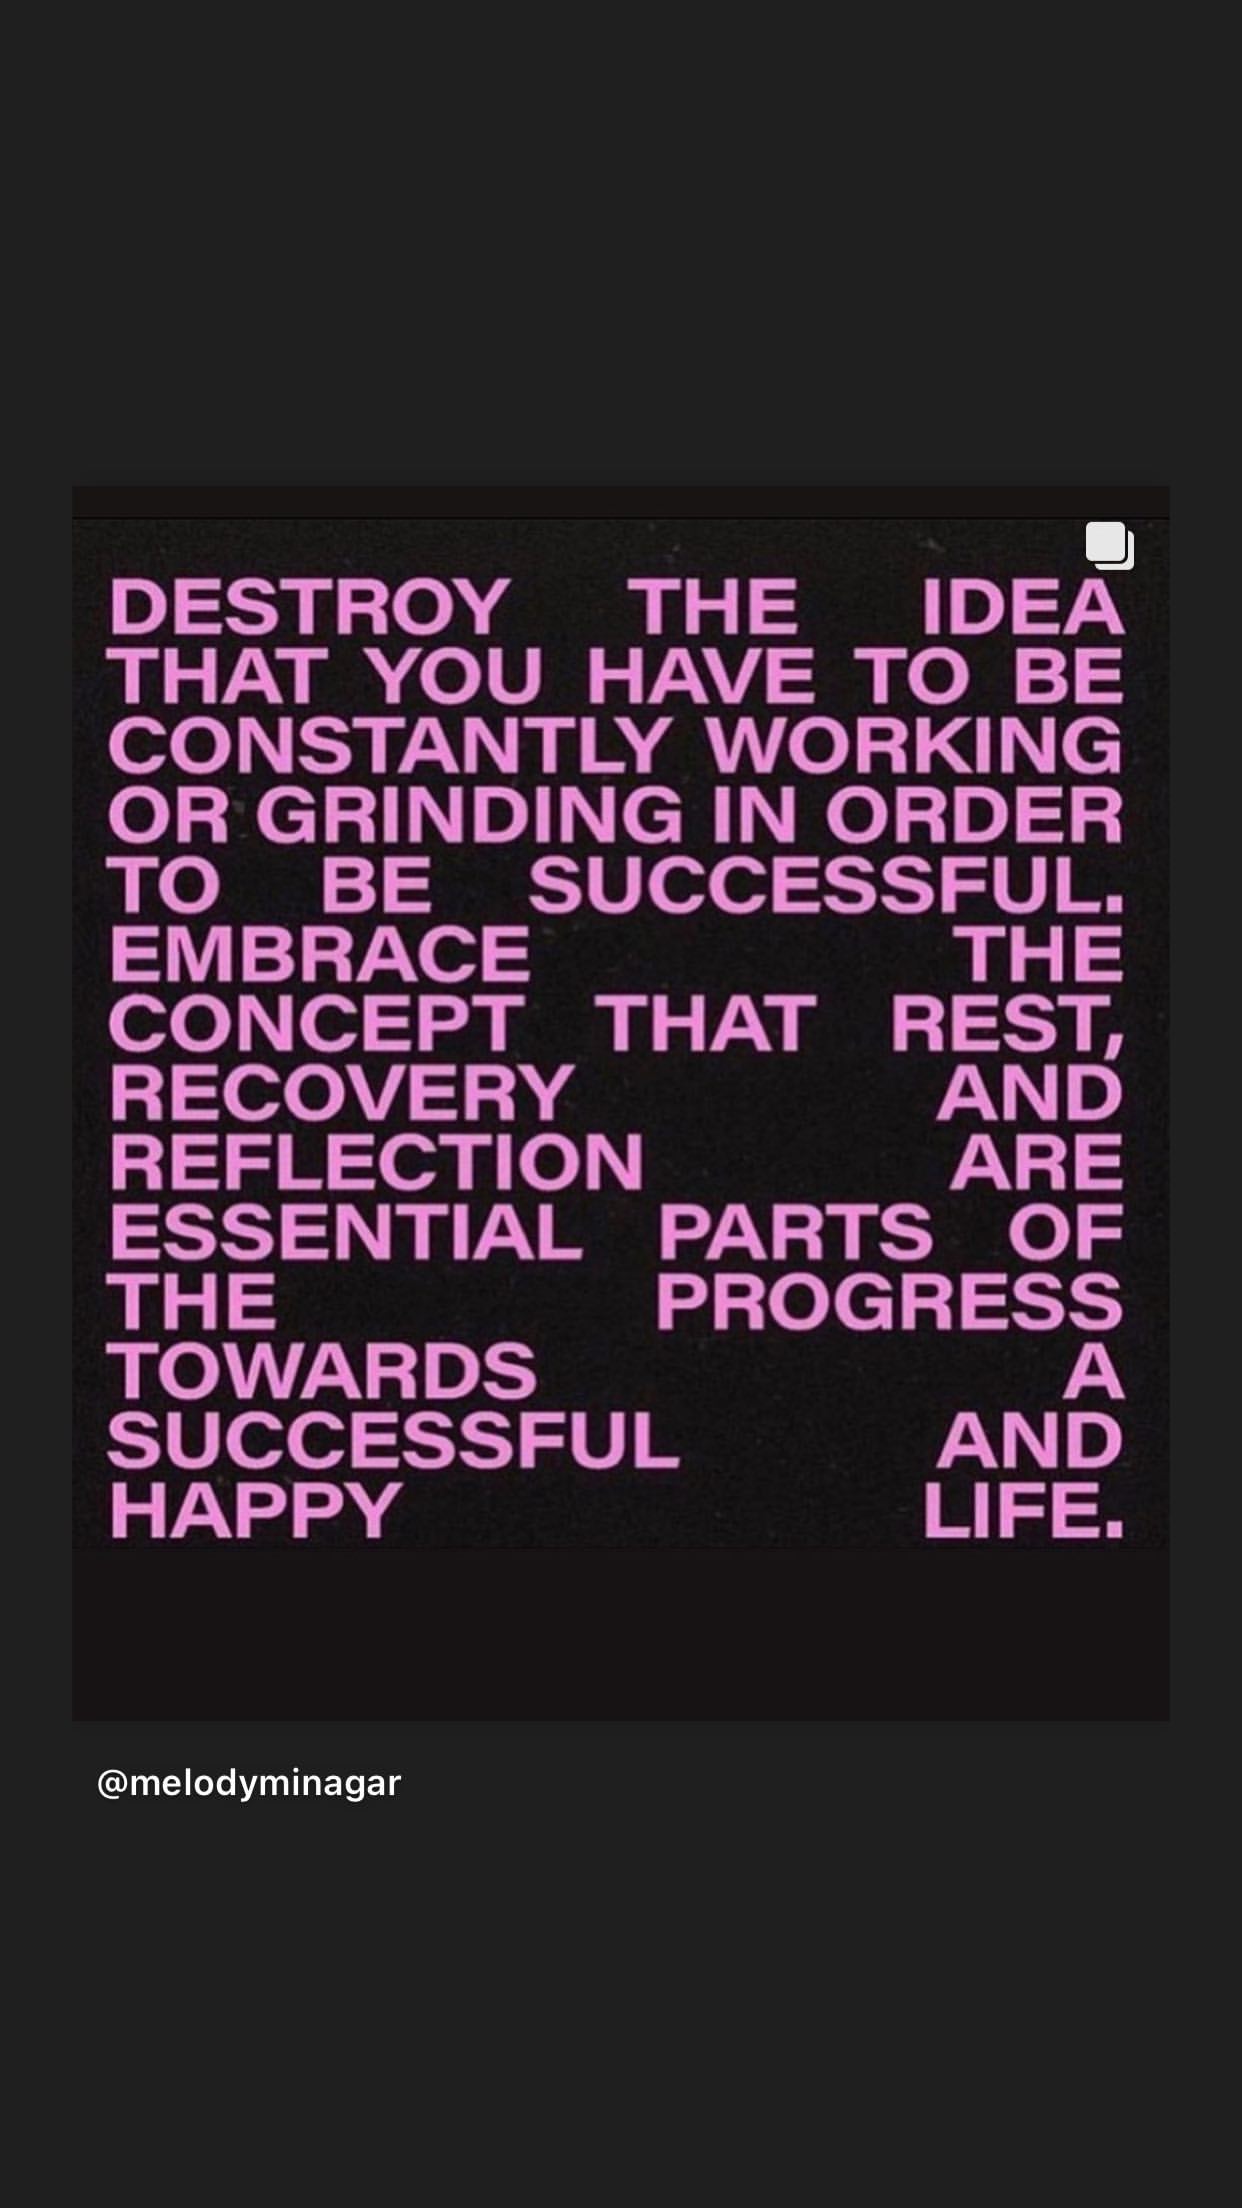 DESTROY THE IDEA
THAT YOU HAVE TO BE
CONSTANTLY WORKING
OR GRINDING IN ORDER
TO BE SUCCESSFUL.
EMBRACE THE
CONCEPT THAT REST,
RECOVERY AND
REFLECTION ARE
ESSENTIAL PARTS OF
THE PROGRESS
TOWARDS A
SUCCESSFUL AND
HAPPY LIFE.
@melodyminagar